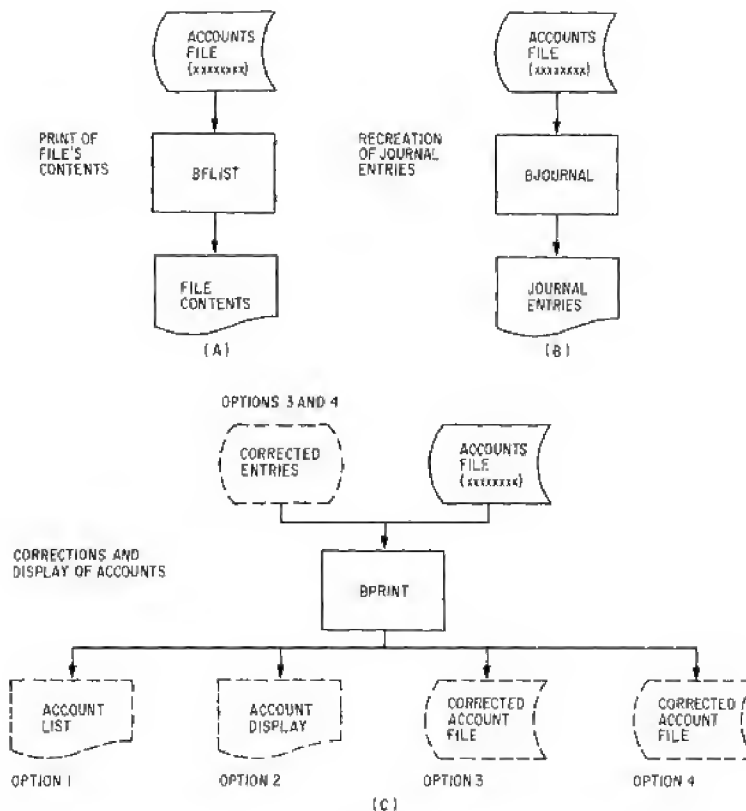 ACCOUNTS
FILE
(xxxxxxxx)
PRINT OF
FILE'S
CONTENTS
BFLIST
FILE
CONTENTS
(A)
ACCOUNTS
FILE
(xxxxxxxx)
RECREATION
OF JOURNAL
ENTRIES
BJOURNAL
JOURNAL
ENTRIES
(B)
OPTIONS 3 AND 4
CORRECTED
ENTRIES
ACCOUNTS
FILE
(xxxxxxxx)
CORRECTIONS AND
DISPLAY OF ACCOUNTS
BPRINT
ACCOUNT
LIST
OPTION 1
ACCOUNT
DISPLAY
OPTION 2
CORRECTED
ACCOUNT
FILE
OPTION 3
CORRECTED
ACCOUNT
FILE
OPTION 4
(C)